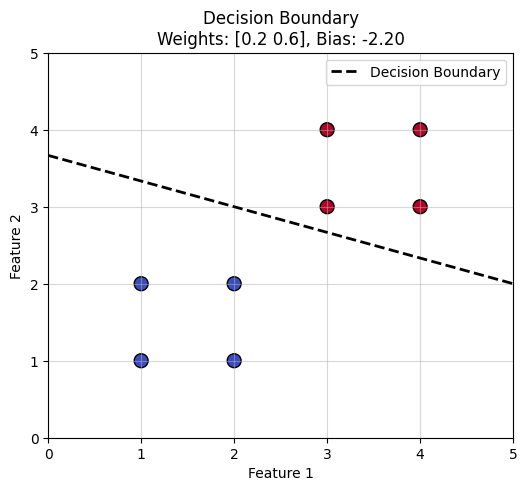 Decision Boundary
Weights: [0.2 0.6], Bias: -2.20
Decision Boundary
5
4
3
2
1
0
Feature 2
0 1 2 3 4 5
Feature 1